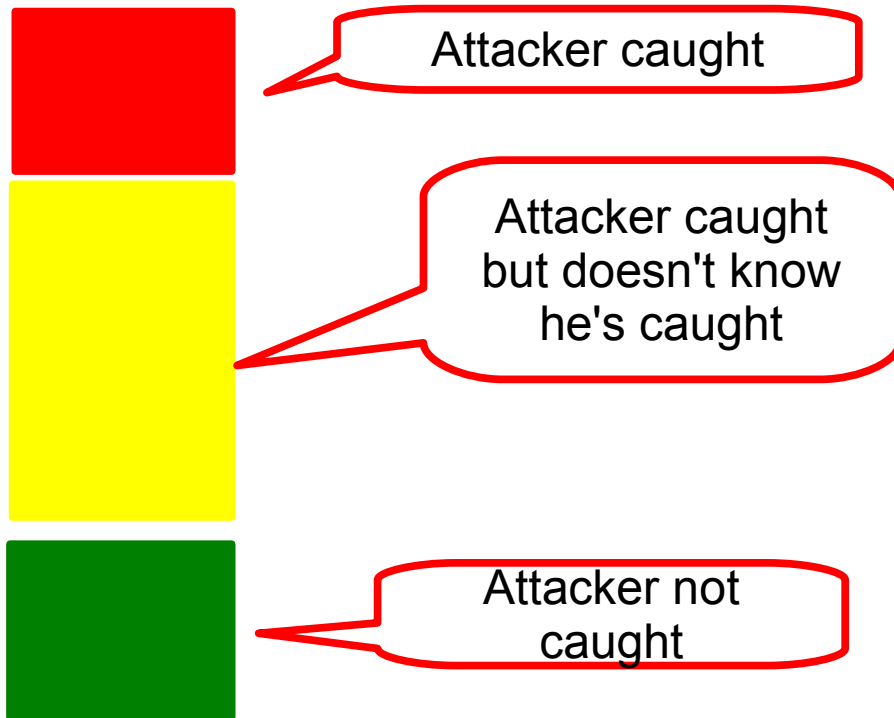 Attacker caught
Attacker caught
but doesn't know
he's caught
Attacker not
caught